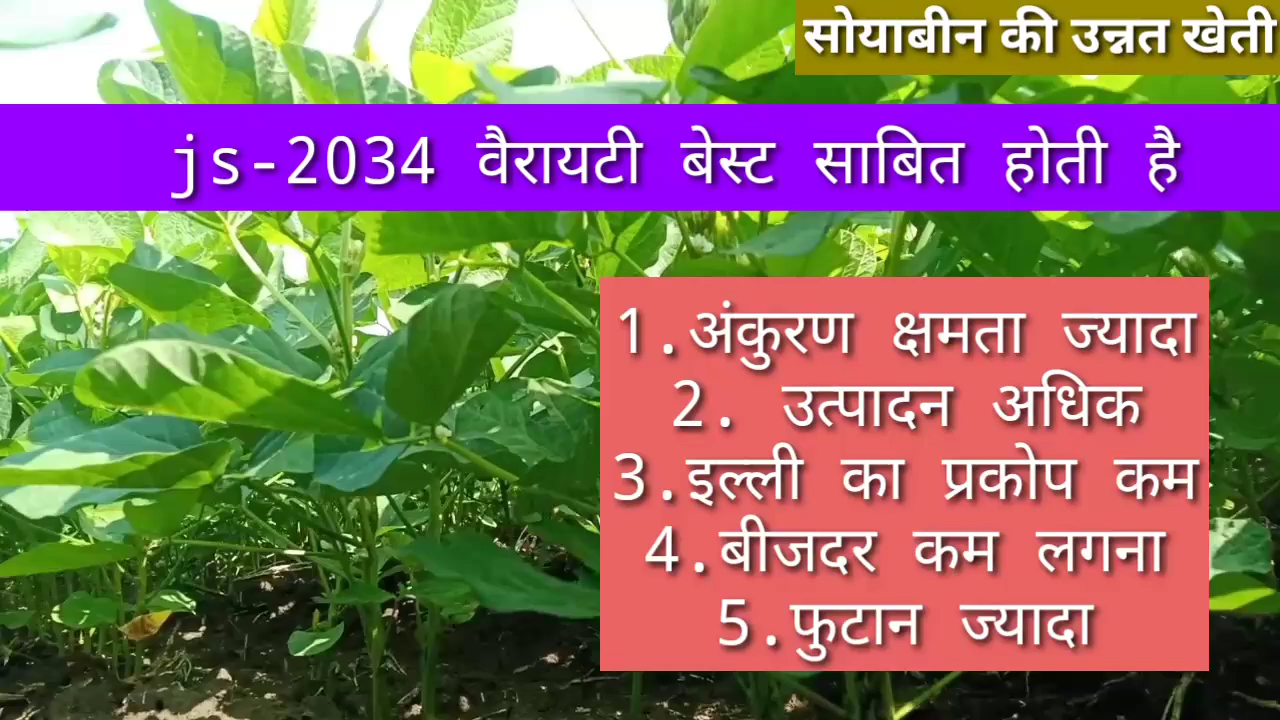 सोयाबीन की उन्नत खेती
js-2034 वैरायटी बेस्ट साबित होती है
1.अंकुरण क्षमता ज्यादा
2. उत्पादन अधिक
3.इल्ली का प्रकोप कम
4.बीजदर कम लगना
5.फुटान ज्यादा